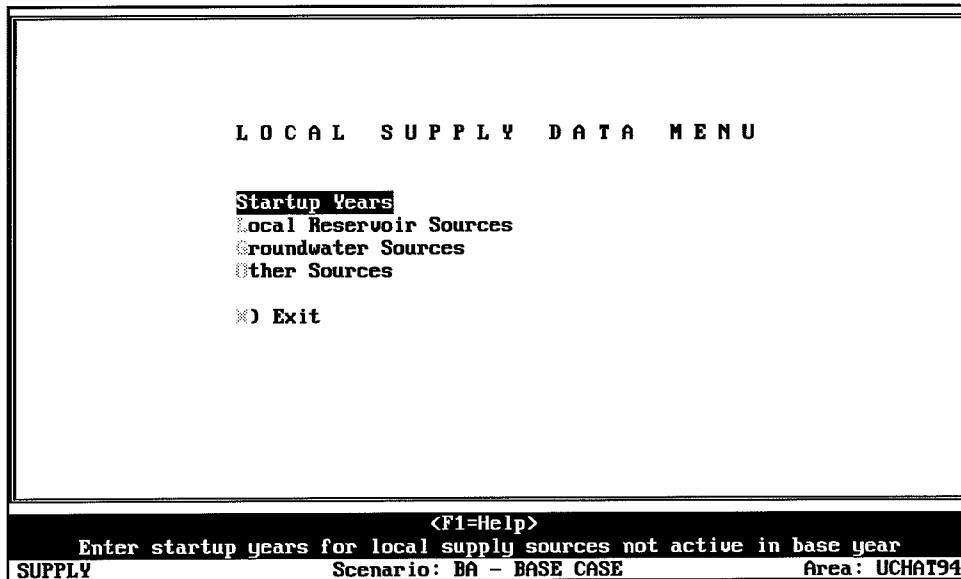 LOCAL SUPPLY DATA MENU
Startup Years
Local Reservoir Sources
Groundwater Sources
Other Sources
X) Exit
<F1=Help>
Enter startup years for local supply sources not active in base year
SUPPLY Scenario: BA - BASE CASE Area: UCHAT94